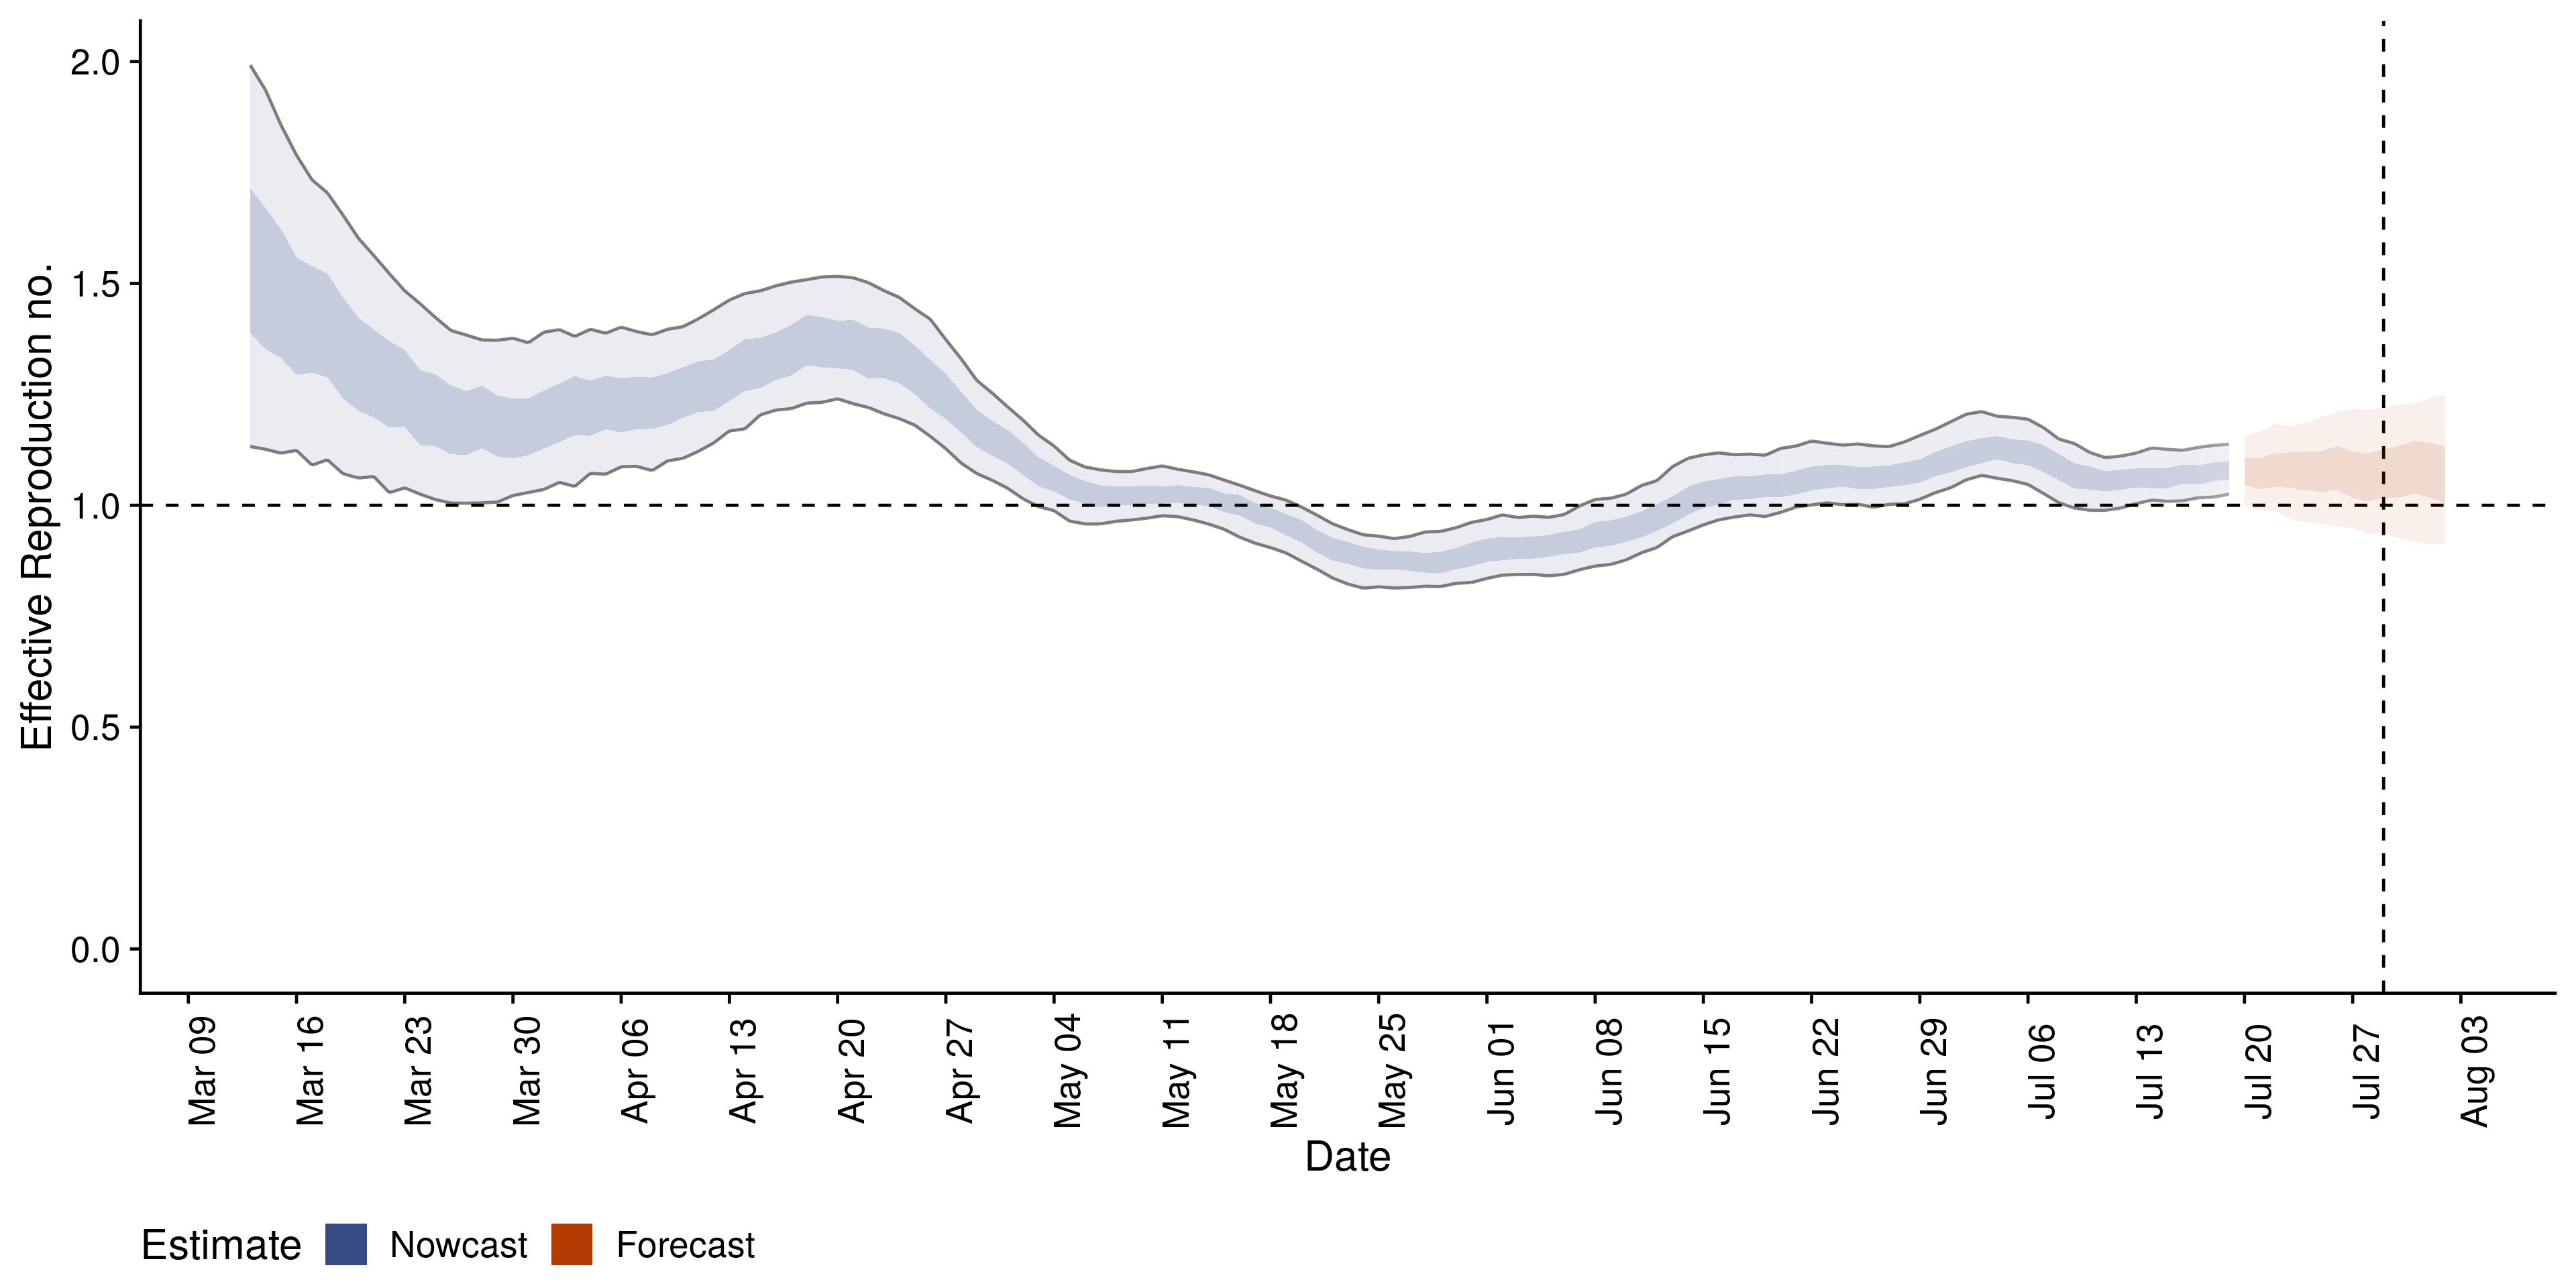 Effective Reproduction no.
2.0
1.5
1.0
0.5
0.0
Mar 09
Mar 16
Mar 23
Mar 30
Apr 06
Apr 13
Apr 20
Apr 27
May 04
May 11
May 18
May 25
Jun 01
Jun 08
Jun 15
Jun 22
Jun 29
Jul 06
Jul 13
Jul 20
Jul 27
Aug 03
Date
Estimate Nowcast Forecast